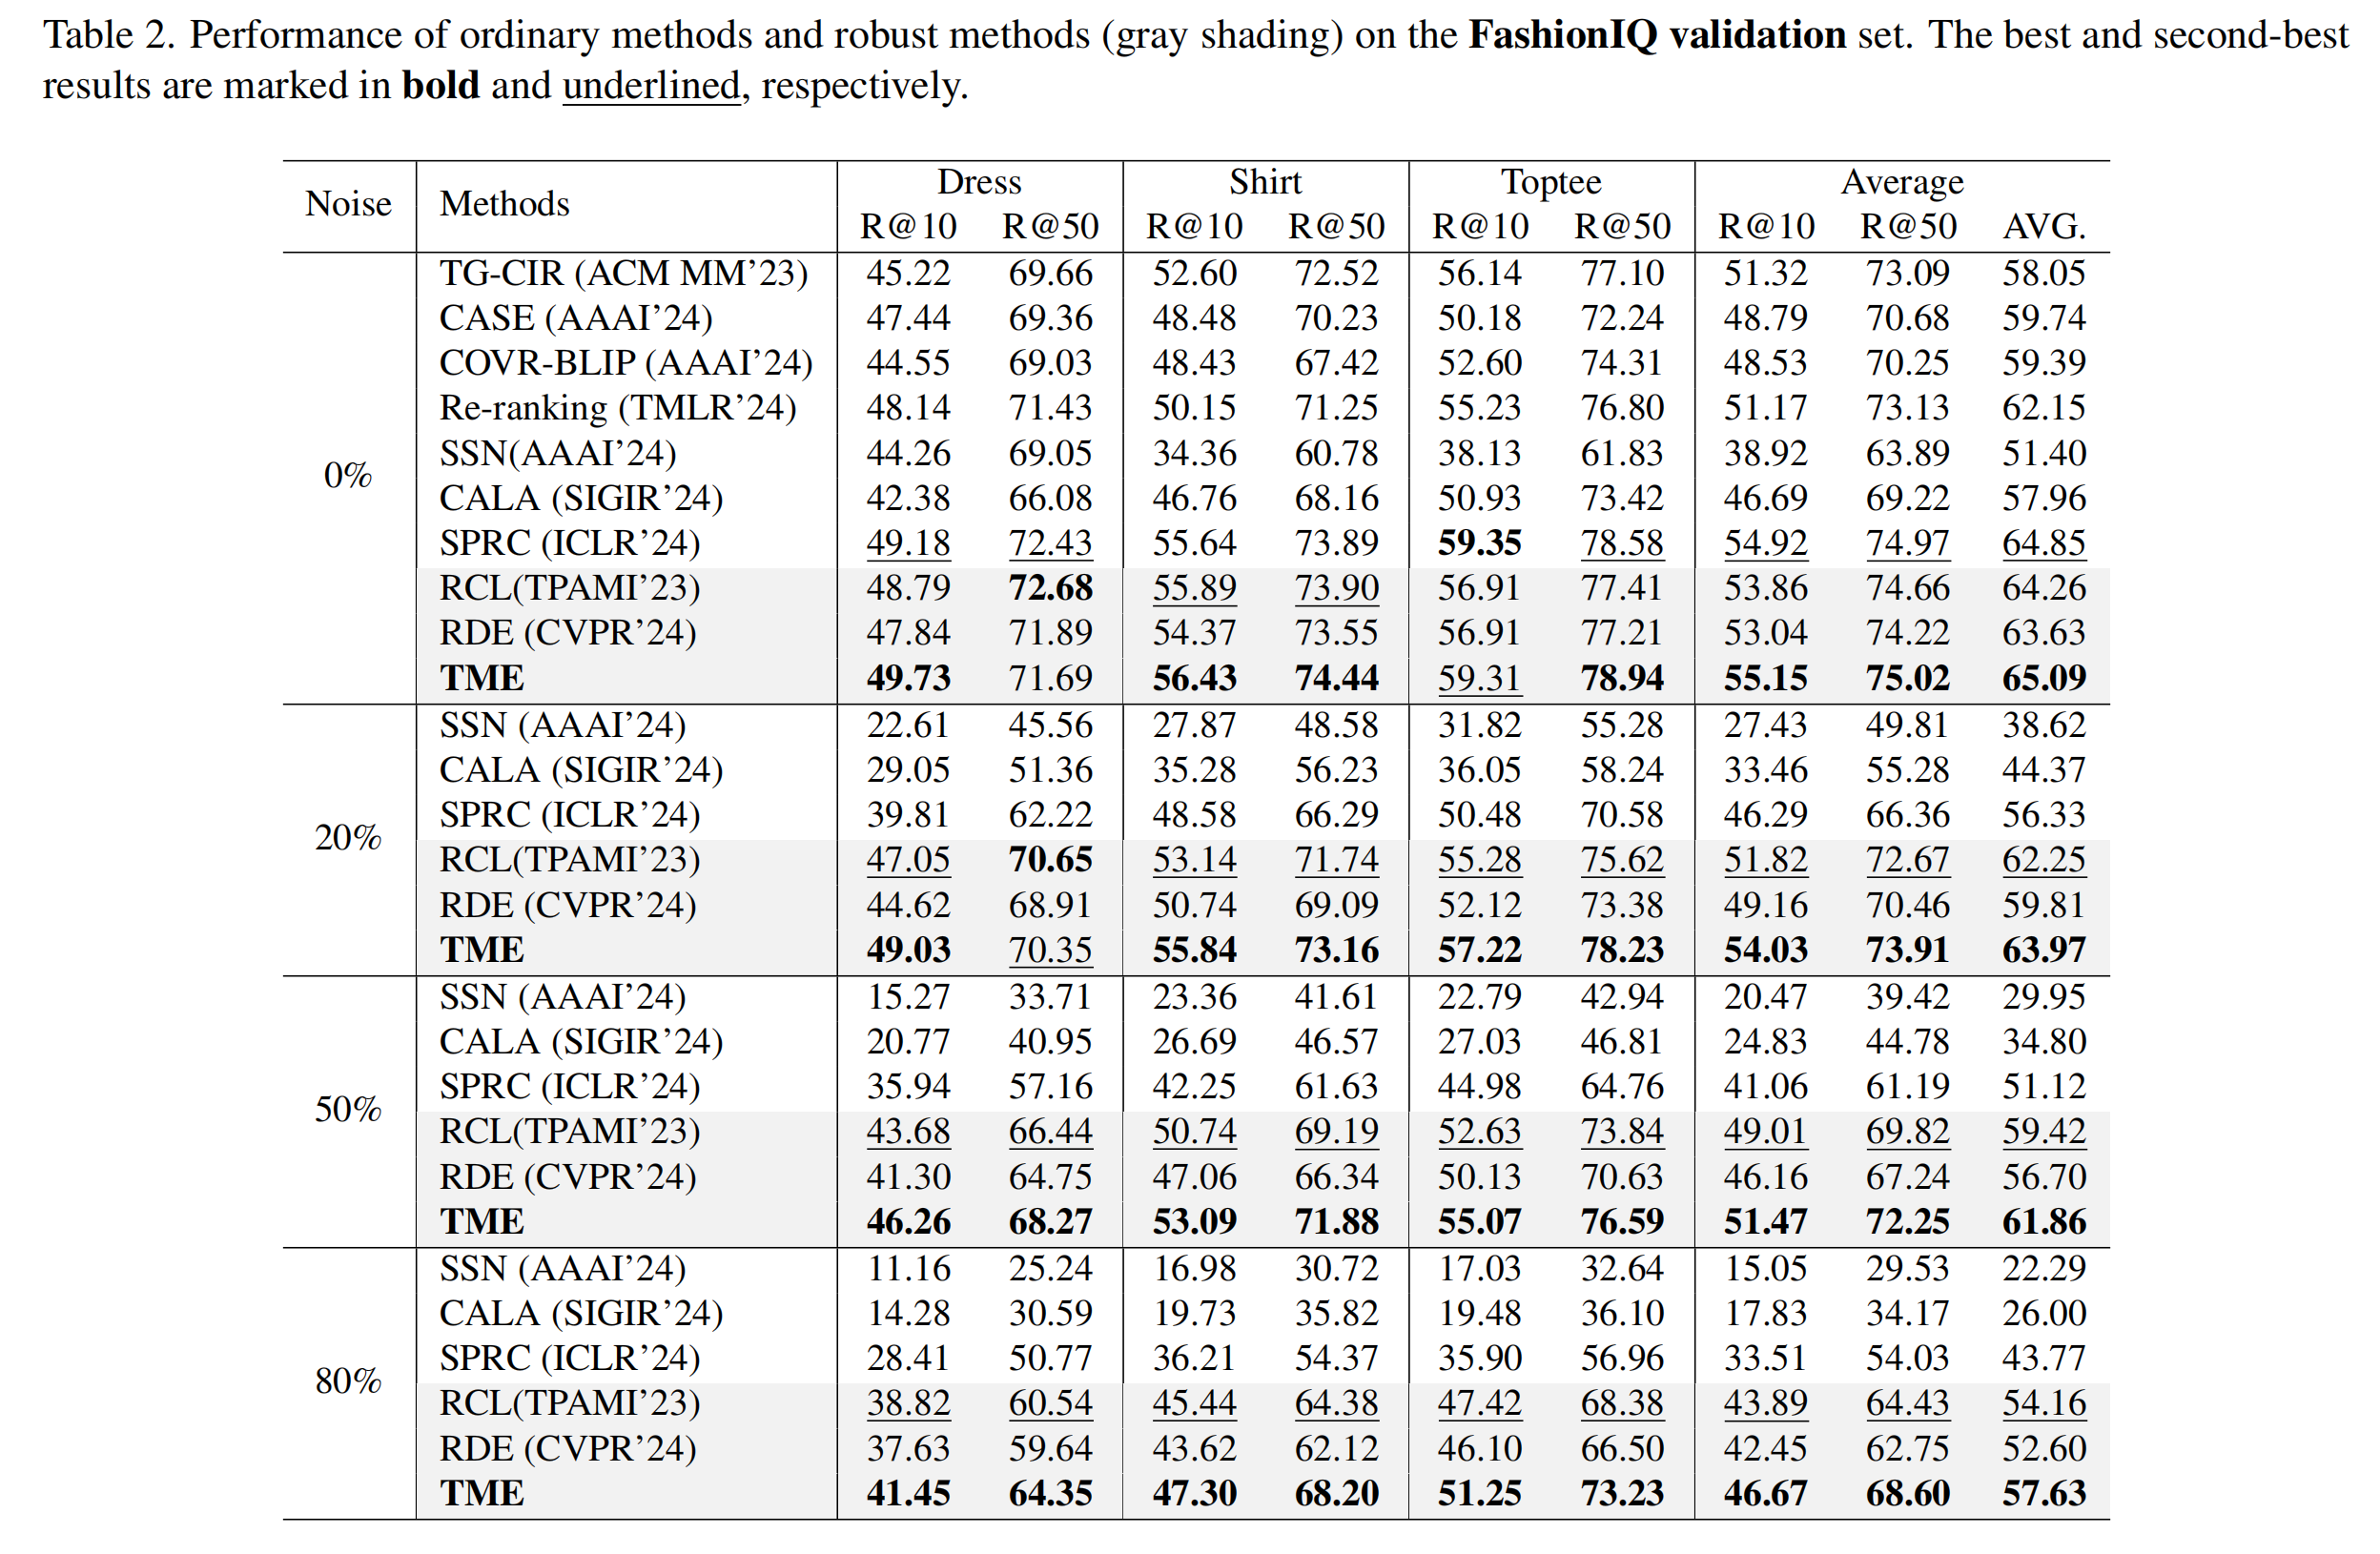 Table 2. Performance of ordinary methods and robust methods (gray shading) on the FashionIQ validation set. The best and second-best
results are marked in bold and underlined, respectively.
Noise Methods Dress Shirt Toptee Average
R@10 R@50 R@10 R@50 R@10 R@50 R@10 R@50 AVG.
0%
TG-CIR (ACM MM’23) 45.22 69.66 52.60 72.52 56.14 77.10 51.32 73.09 58.05
CASE (AAAI’24) 47.44 69.36 48.48 70.23 50.18 72.24 48.79 70.68 59.74
COVR-BLIP (AAAI’24) 44.55 69.03 48.43 67.42 52.60 74.31 48.53 70.25 59.39
Re-ranking (TMLR’24) 48.14 71.43 50.15 71.25 55.23 76.80 51.17 73.13 62.15
SSN(AAAI’24) 44.26 69.05 34.36 60.78 38.13 61.83 38.92 63.89 51.40
CALA (SIGIR’24) 42.38 66.08 46.76 68.16 50.93 73.42 46.69 69.22 57.96
SPRC (ICLR’24) 49.18 72.43 55.64 73.89 59.35 78.58 54.92 74.97 64.85
RCL(TPAMI’23) 48.79 72.68 55.89 73.90 56.91 77.41 53.86 74.66 64.26
RDE (CVPR’24) 47.84 71.89 54.37 73.55 56.91 77.21 53.04 74.22 63.63
TME 49.73 71.69 56.43 74.44 59.31 78.94 55.15 75.02 65.09
20%
SSN (AAAI’24) 22.61 45.56 27.87 48.58 31.82 55.28 27.43 49.81 38.62
CALA (SIGIR’24) 29.05 51.36 35.28 56.23 36.05 58.24 33.46 55.28 44.37
SPRC (ICLR’24) 39.81 62.22 48.58 66.29 50.48 70.58 46.29 66.36 56.33
RCL(TPAMI’23) 47.05 70.65 53.14 71.74 55.28 75.62 51.82 72.67 62.25
RDE (CVPR’24) 44.62 68.91 50.74 69.09 52.12 73.38 49.16 70.46 59.81
TME 49.03 70.35 55.84 73.16 57.22 78.23 54.03 73.91 63.97
50%
SSN (AAAI’24) 15.27 33.71 23.36 41.61 22.79 42.94 20.47 39.42 29.95
CALA (SIGIR’24) 20.77 40.95 26.69 46.57 27.03 46.81 24.83 44.78 34.80
SPRC (ICLR’24) 35.94 57.16 42.25 61.63 44.98 64.76 41.06 61.19 51.12
RCL(TPAMI’23) 43.68 66.44 50.74 69.19 52.63 73.84 49.01 69.82 59.42
RDE (CVPR’24) 41.30 64.75 47.06 66.34 50.13 70.63 46.16 67.24 56.70
TME 46.26 68.27 53.09 71.88 55.07 76.59 51.47 72.25 61.86
80%
SSN (AAAI’24) 11.16 25.24 16.98 30.72 17.03 32.64 15.05 29.53 22.29
CALA (SIGIR’24) 14.28 30.59 19.73 35.82 19.48 36.10 17.83 34.17 26.00
SPRC (ICLR’24) 28.41 50.77 36.21 54.37 35.90 56.96 33.51 54.03 43.77
RCL(TPAMI’23) 38.82 60.54 45.44 64.38 47.42 68.38 43.89 64.43 54.16
RDE (CVPR’24) 37.63 59.64 43.62 62.12 46.10 66.50 42.45 62.75 52.60
TME 41.45 64.35 47.30 68.20 51.25 73.23 46.67 68.60 57.63